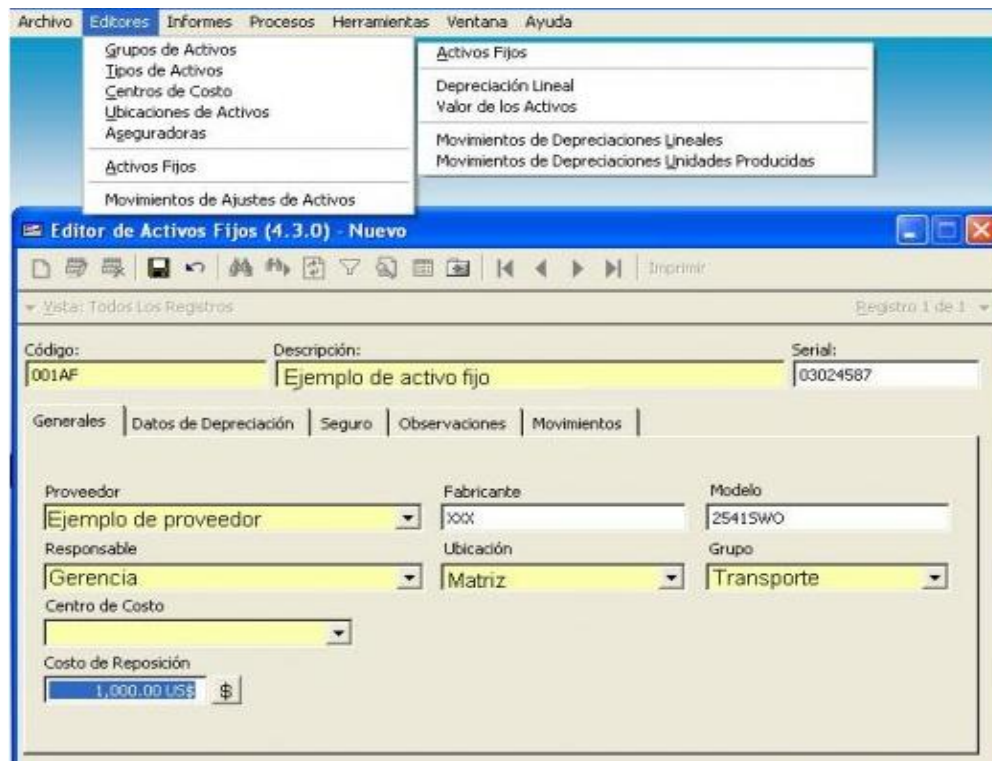 Archivo Editores Informes Procesos Herramientas Ventana Ayuda
Grupos de Activos
Tipos de Activos
Centros de Costo
Ubicaciones de Activos
Aseguradoras
Activos Fijos
Movimientos de Ajustes de Activos
Activos Fijos
Depreciación Lineal
Valor de los Activos
Movimientos de Depreciaciones Lineales
Movimientos de Depreciaciones Unidades Producidas
Editor de Activos Fijos (4.3.0) - Nuevo
Imprimir
Vista: Todos Los Registros Registro 1 de 1
Código: Descripción: Serial:
001AF Ejemplo de activo fijo 03024587
Generales Datos de Depreciación Seguro Observaciones Movimientos
Proveedor Fabricante Modelo
Ejemplo de proveedor XXX 2541SWO
Responsable Ubicación Grupo
Gerencia Matriz Transporte
Centro de Costo
Costo de Reposición
1,000.00 US$ $